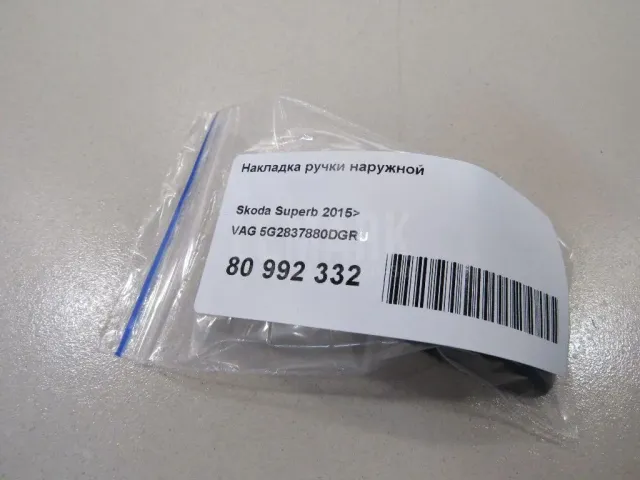 Накладка ручки наружной
Skoda Superb 2015>
VAG 5G2837880DGRU
80 992 332